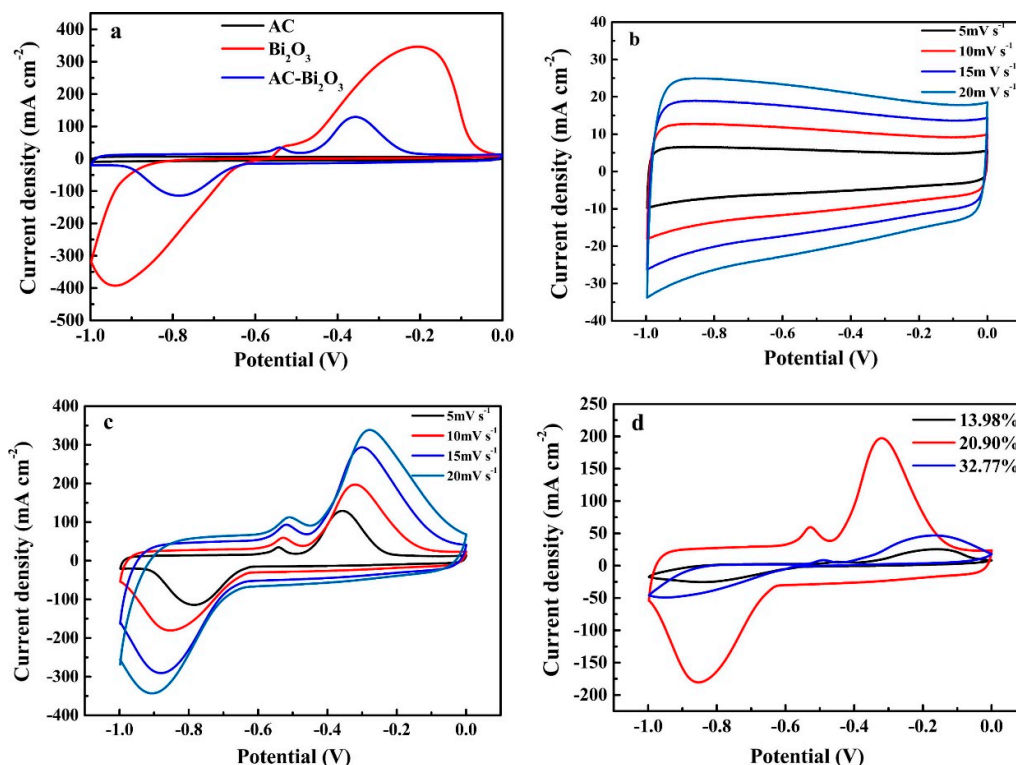 a
AC
Bi₂O₃
AC-Bi₂O₃
400
300
200
100
0
-100
-200
-300
-400
-500
-1.0 -0.8 -0.6 -0.4 -0.2 0.0
Potential (V)
Current density (mA cm⁻²)
b
5mV s⁻¹
10mV s⁻¹
15m V s⁻¹
20m V s⁻¹
40
30
20
10
0
-10
-20
-30
-40
-1.0 -0.8 -0.6 -0.4 -0.2 0.0
Potential (V)
Current density (mA cm⁻²)
c
5mV s⁻¹
10mV s⁻¹
15mV s⁻¹
20mV s⁻¹
400
300
200
100
0
-100
-200
-300
-400
-1.0 -0.8 -0.6 -0.4 -0.2 0.0
Potential (V)
Current density (mA cm⁻²)
d
13.98%
20.90%
32.77%
250
200
150
100
50
0
-50
-100
-150
-200
-1.0 -0.8 -0.6 -0.4 -0.2 0.0
Potential (V)
Current density (mA cm⁻²)